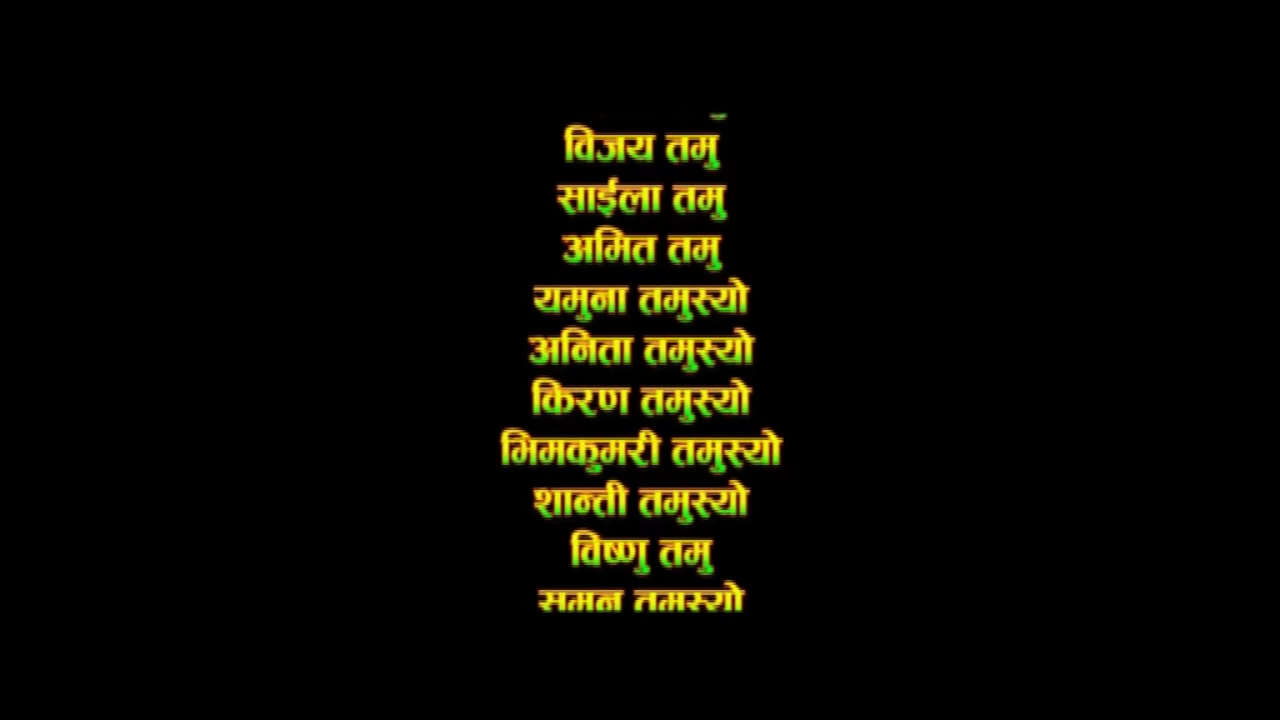 विजय तमु
साईला तमु
अमित तमु
यमुना तमुस्यो
अनिता तमुस्यो
किरण तमुस्यो
भिमकुमरी तमुस्यो
शान्ती तमुस्यो
विष्णु तमु